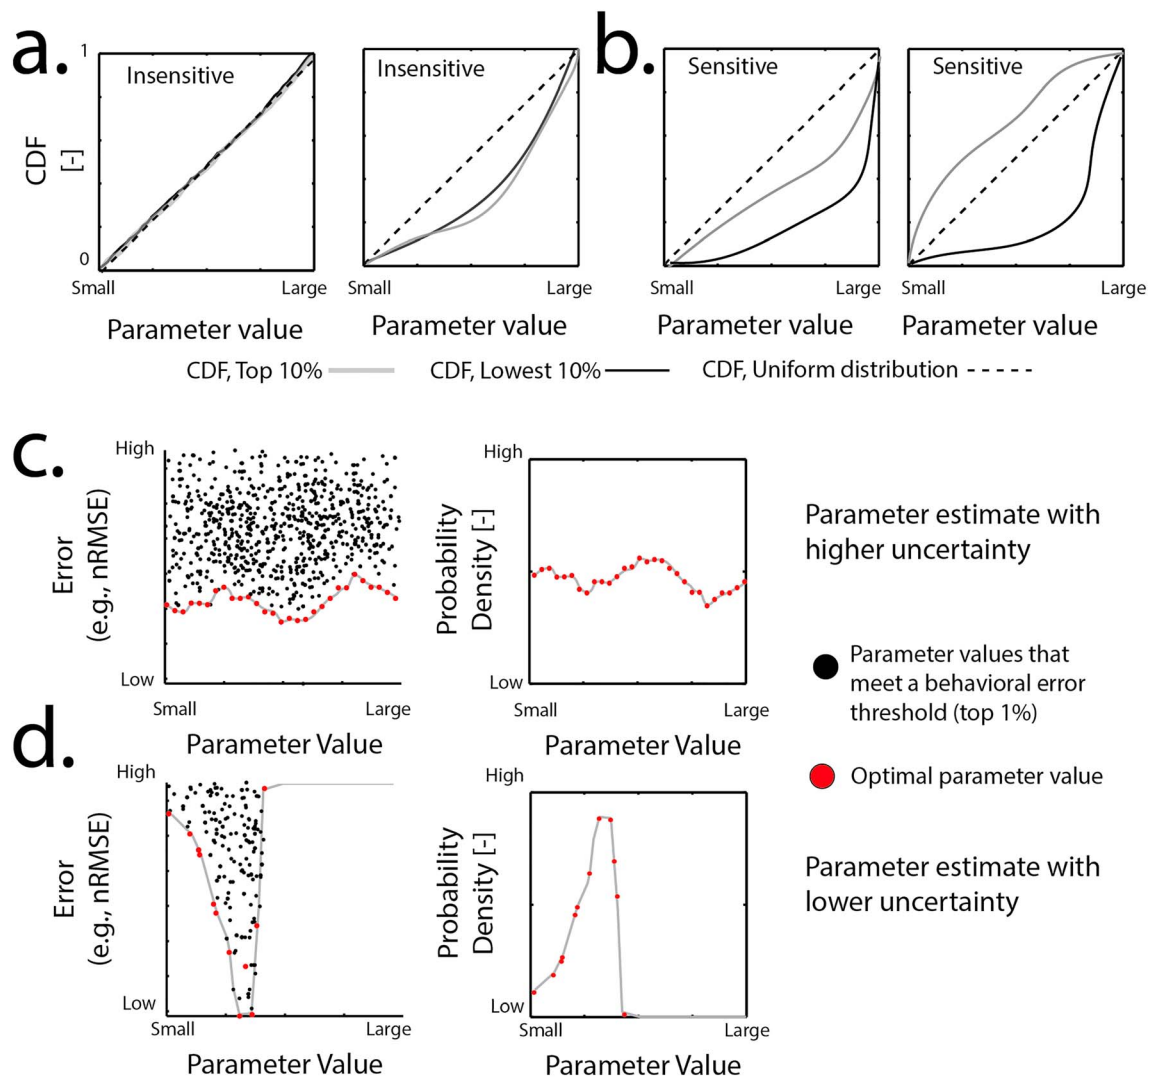 a.
b.
Insensitive
Insensitive
Sensitive
Sensitive
1
CDF
[-]
0
Small Large
Small Large
Small Large
Small Large
Parameter value
Parameter value
Parameter value
Parameter value
CDF, Top 10%
CDF, Lowest 10%
CDF, Uniform distribution
c.
High
Error
(e.g., nRMSE)
Low
Small Large
Parameter Value
High
Probability
Density [-]
Low
Small Large
Parameter Value
Parameter estimate with
higher uncertainty
Parameter values that
meet a behavioral error
threshold (top 1%)
Optimal parameter value
d.
High
Error
(e.g., nRMSE)
Low
Small Large
Parameter Value
High
Probability
Density [-]
Low
Small Large
Parameter Value
Parameter estimate with
lower uncertainty